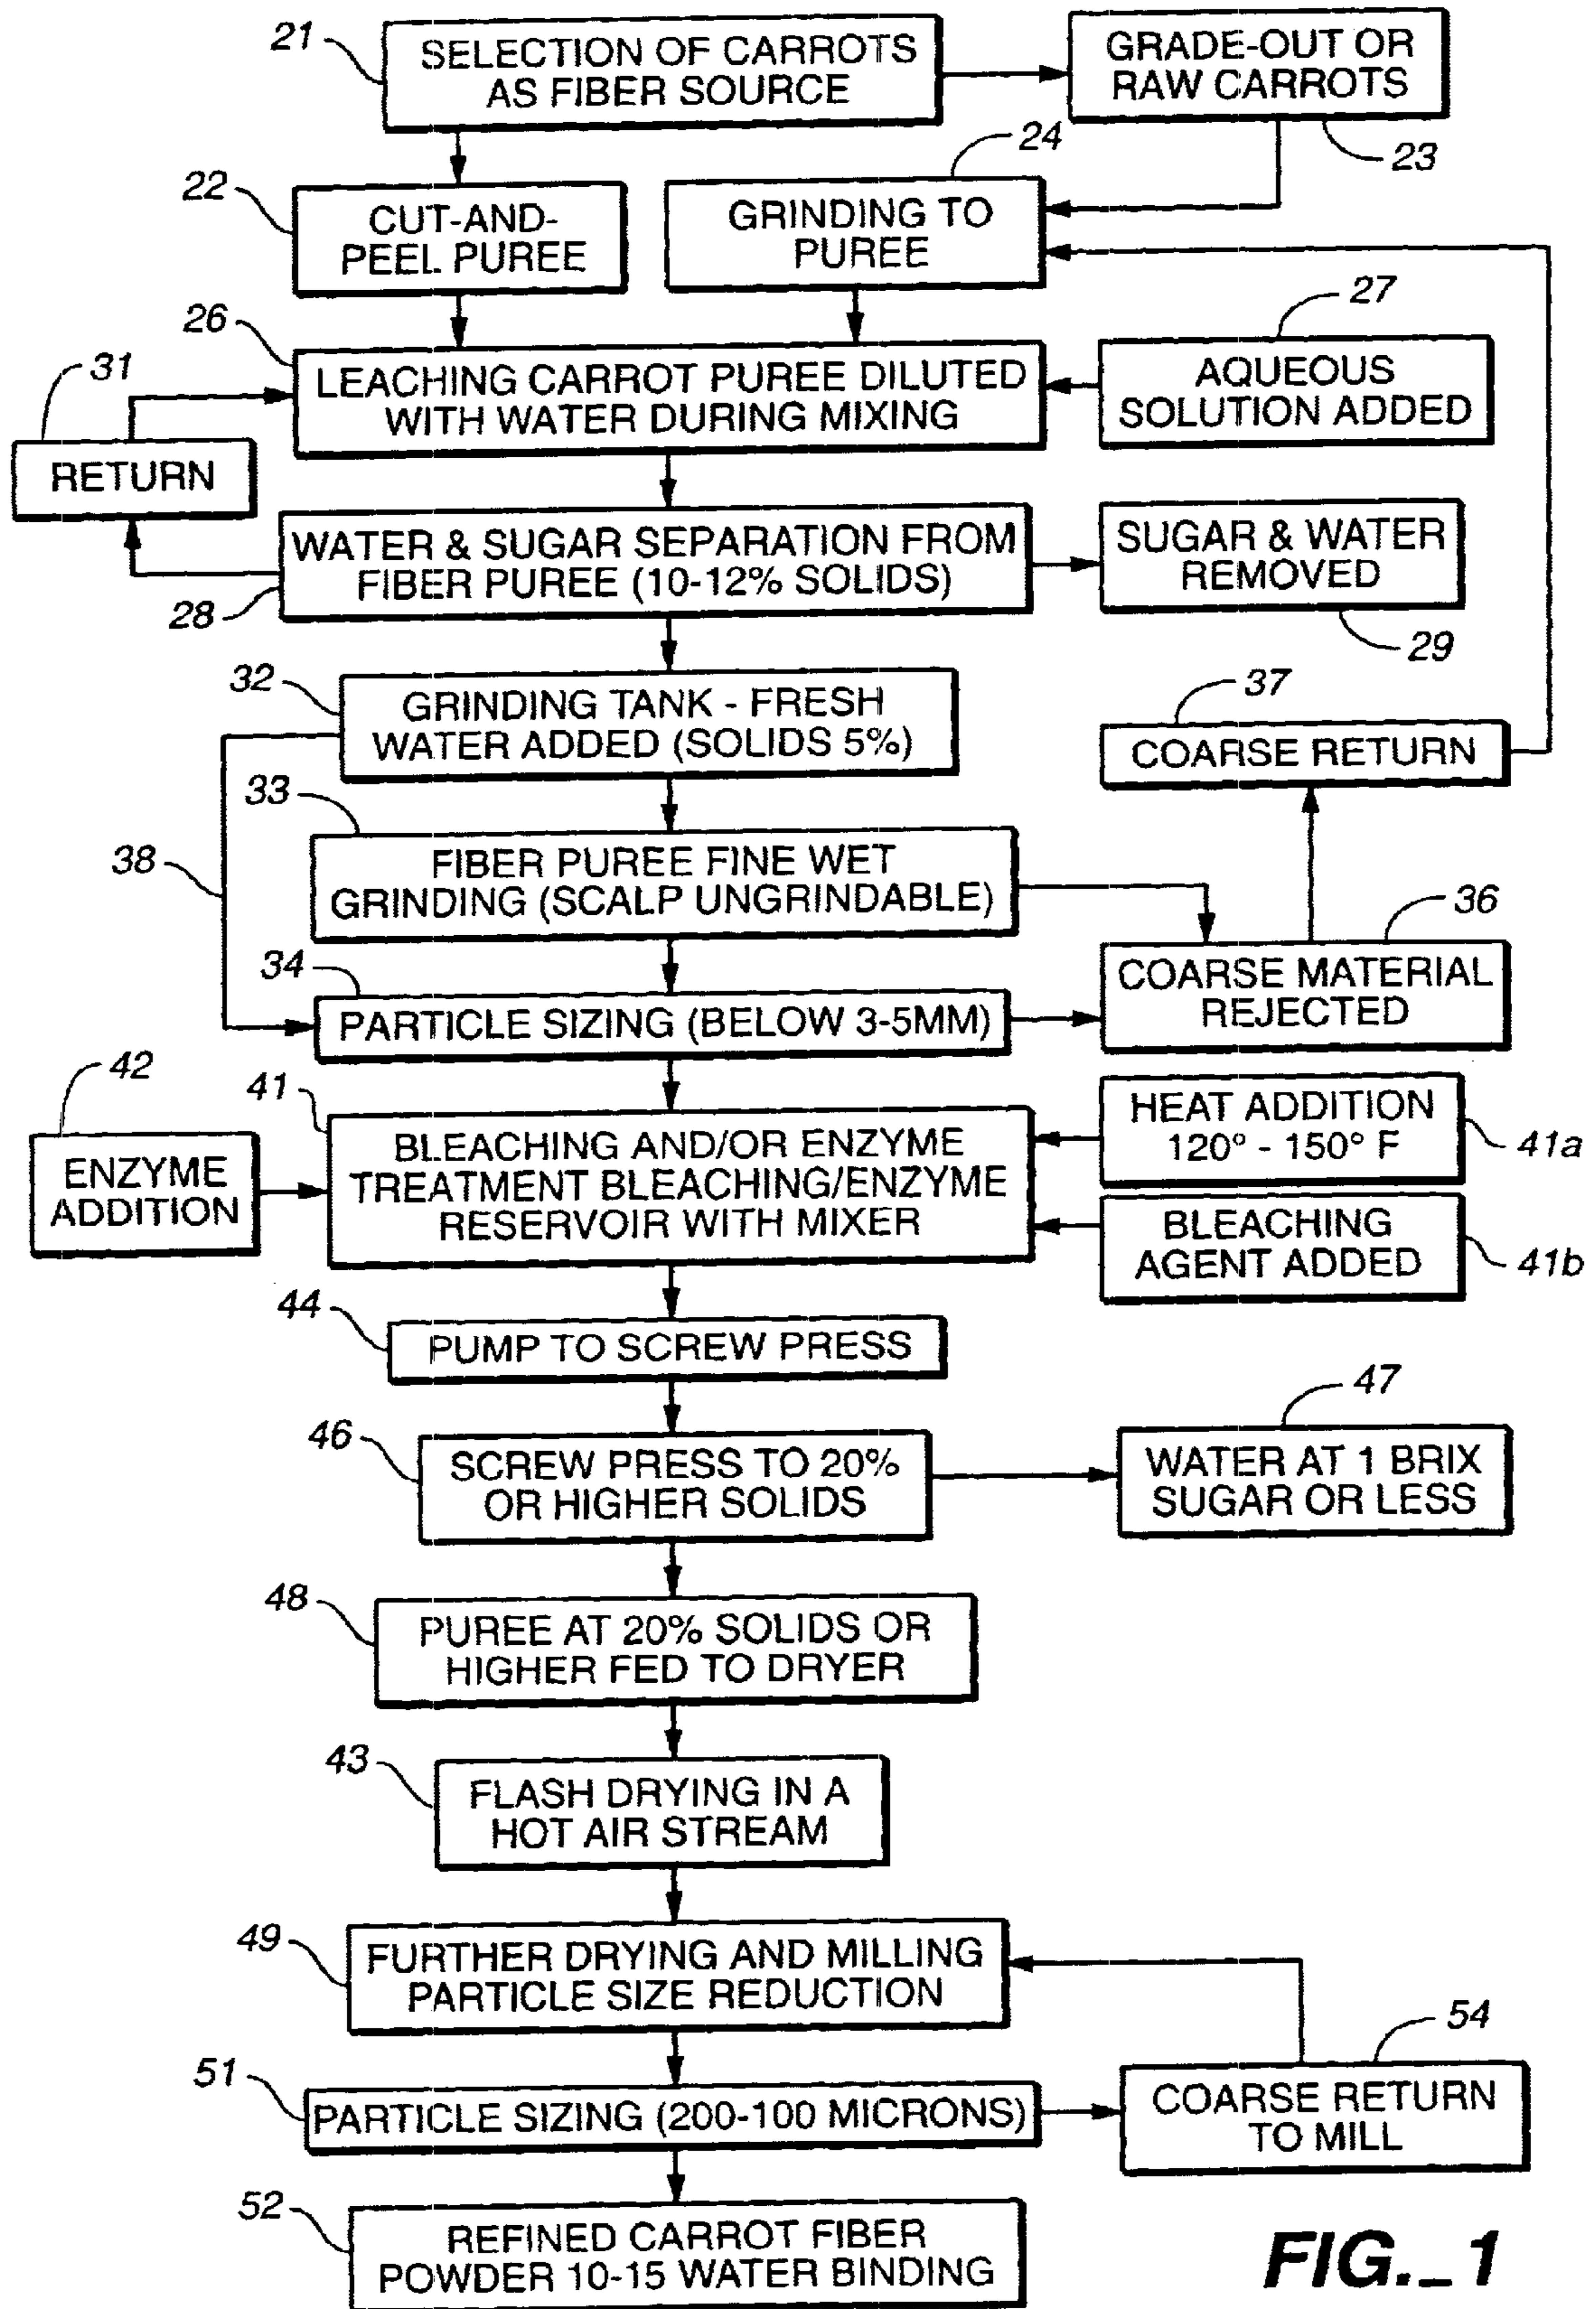 21
SELECTION OF CARROTS
AS FIBER SOURCE
GRADE-OUT OR
RAW CARROTS
23
24
22
CUT-AND-
PEEL PUREE
GRINDING TO
PUREE
26
LEACHING CARROT PUREE DILUTED
WITH WATER DURING MIXING
27
AQUEOUS
SOLUTION ADDED
31
RETURN
WATER & SUGAR SEPARATION FROM
FIBER PUREE (10-12% SOLIDS)
28
SUGAR & WATER
REMOVED
29
32
GRINDING TANK - FRESH
WATER ADDED (SOLIDS 5%)
37
COARSE RETURN
33
FIBER PUREE FINE WET
GRINDING (SCALP UNGRINDABLE)
38
36
COARSE MATERIAL
REJECTED
34
PARTICLE SIZING (BELOW 3-5MM)
42
ENZYME
ADDITION
41
BLEACHING AND/OR ENZYME
TREATMENT BLEACHING/ENZYME
RESERVOIR WITH MIXER
HEAT ADDITION
120° - 150° F
41a
BLEACHING
AGENT ADDED
41b
44
PUMP TO SCREW PRESS
46
SCREW PRESS TO 20%
OR HIGHER SOLIDS
47
WATER AT 1 BRIX
SUGAR OR LESS
48
PUREE AT 20% SOLIDS OR
HIGHER FED TO DRYER
43
FLASH DRYING IN A
HOT AIR STREAM
49
FURTHER DRYING AND MILLING
PARTICLE SIZE REDUCTION
54
51
PARTICLE SIZING (200-100 MICRONS)
COARSE RETURN
TO MILL
52
REFINED CARROT FIBER
POWDER 10-15 WATER BINDING
FIG._1